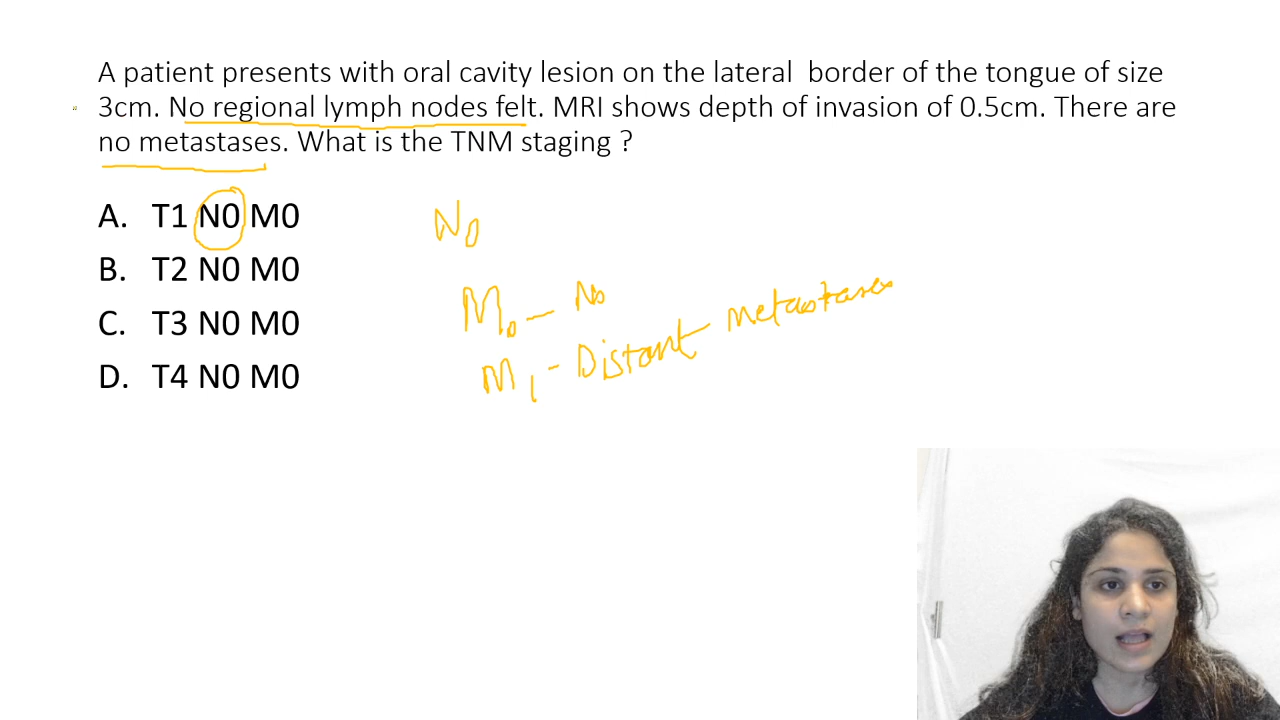 A patient presents with oral cavity lesion on the lateral border of the tongue of size
3cm. No regional lymph nodes felt. MRI shows depth of invasion of 0.5cm. There are
no metastases. What is the TNM staging ?
A. T1 N0 M0
B. T2 N0 M0
C. T3 N0 M0
D. T4 N0 M0
N0
M0 – No
M1 - Distant metastases